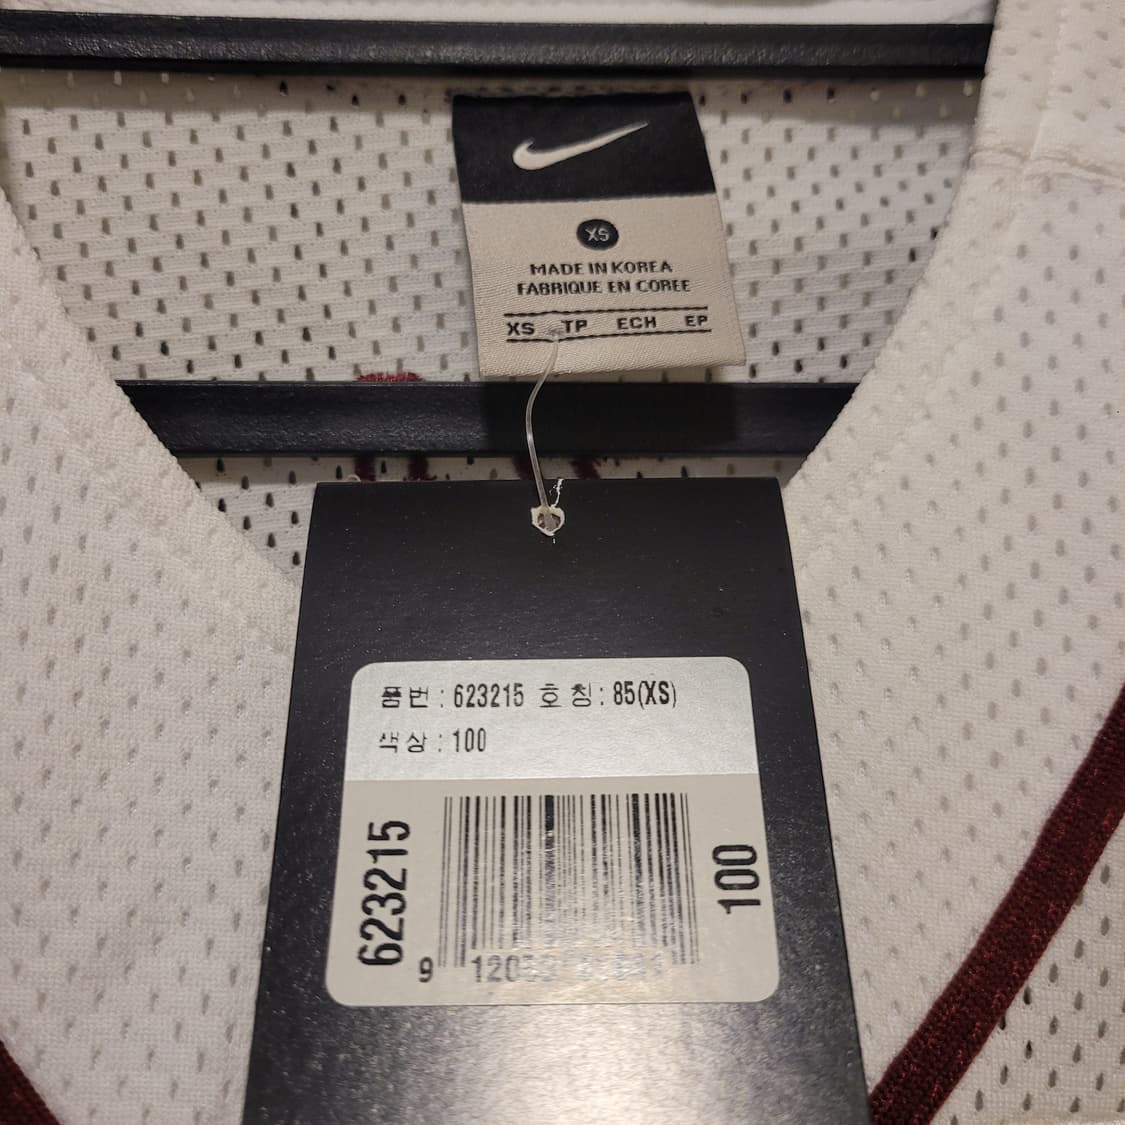 XS
MADE IN KOREA
FABRIQUE EN COREE
XS TP ECH EP
품번 : 623215 호칭 : 85(XS)
색상 : 100
623215
100
9